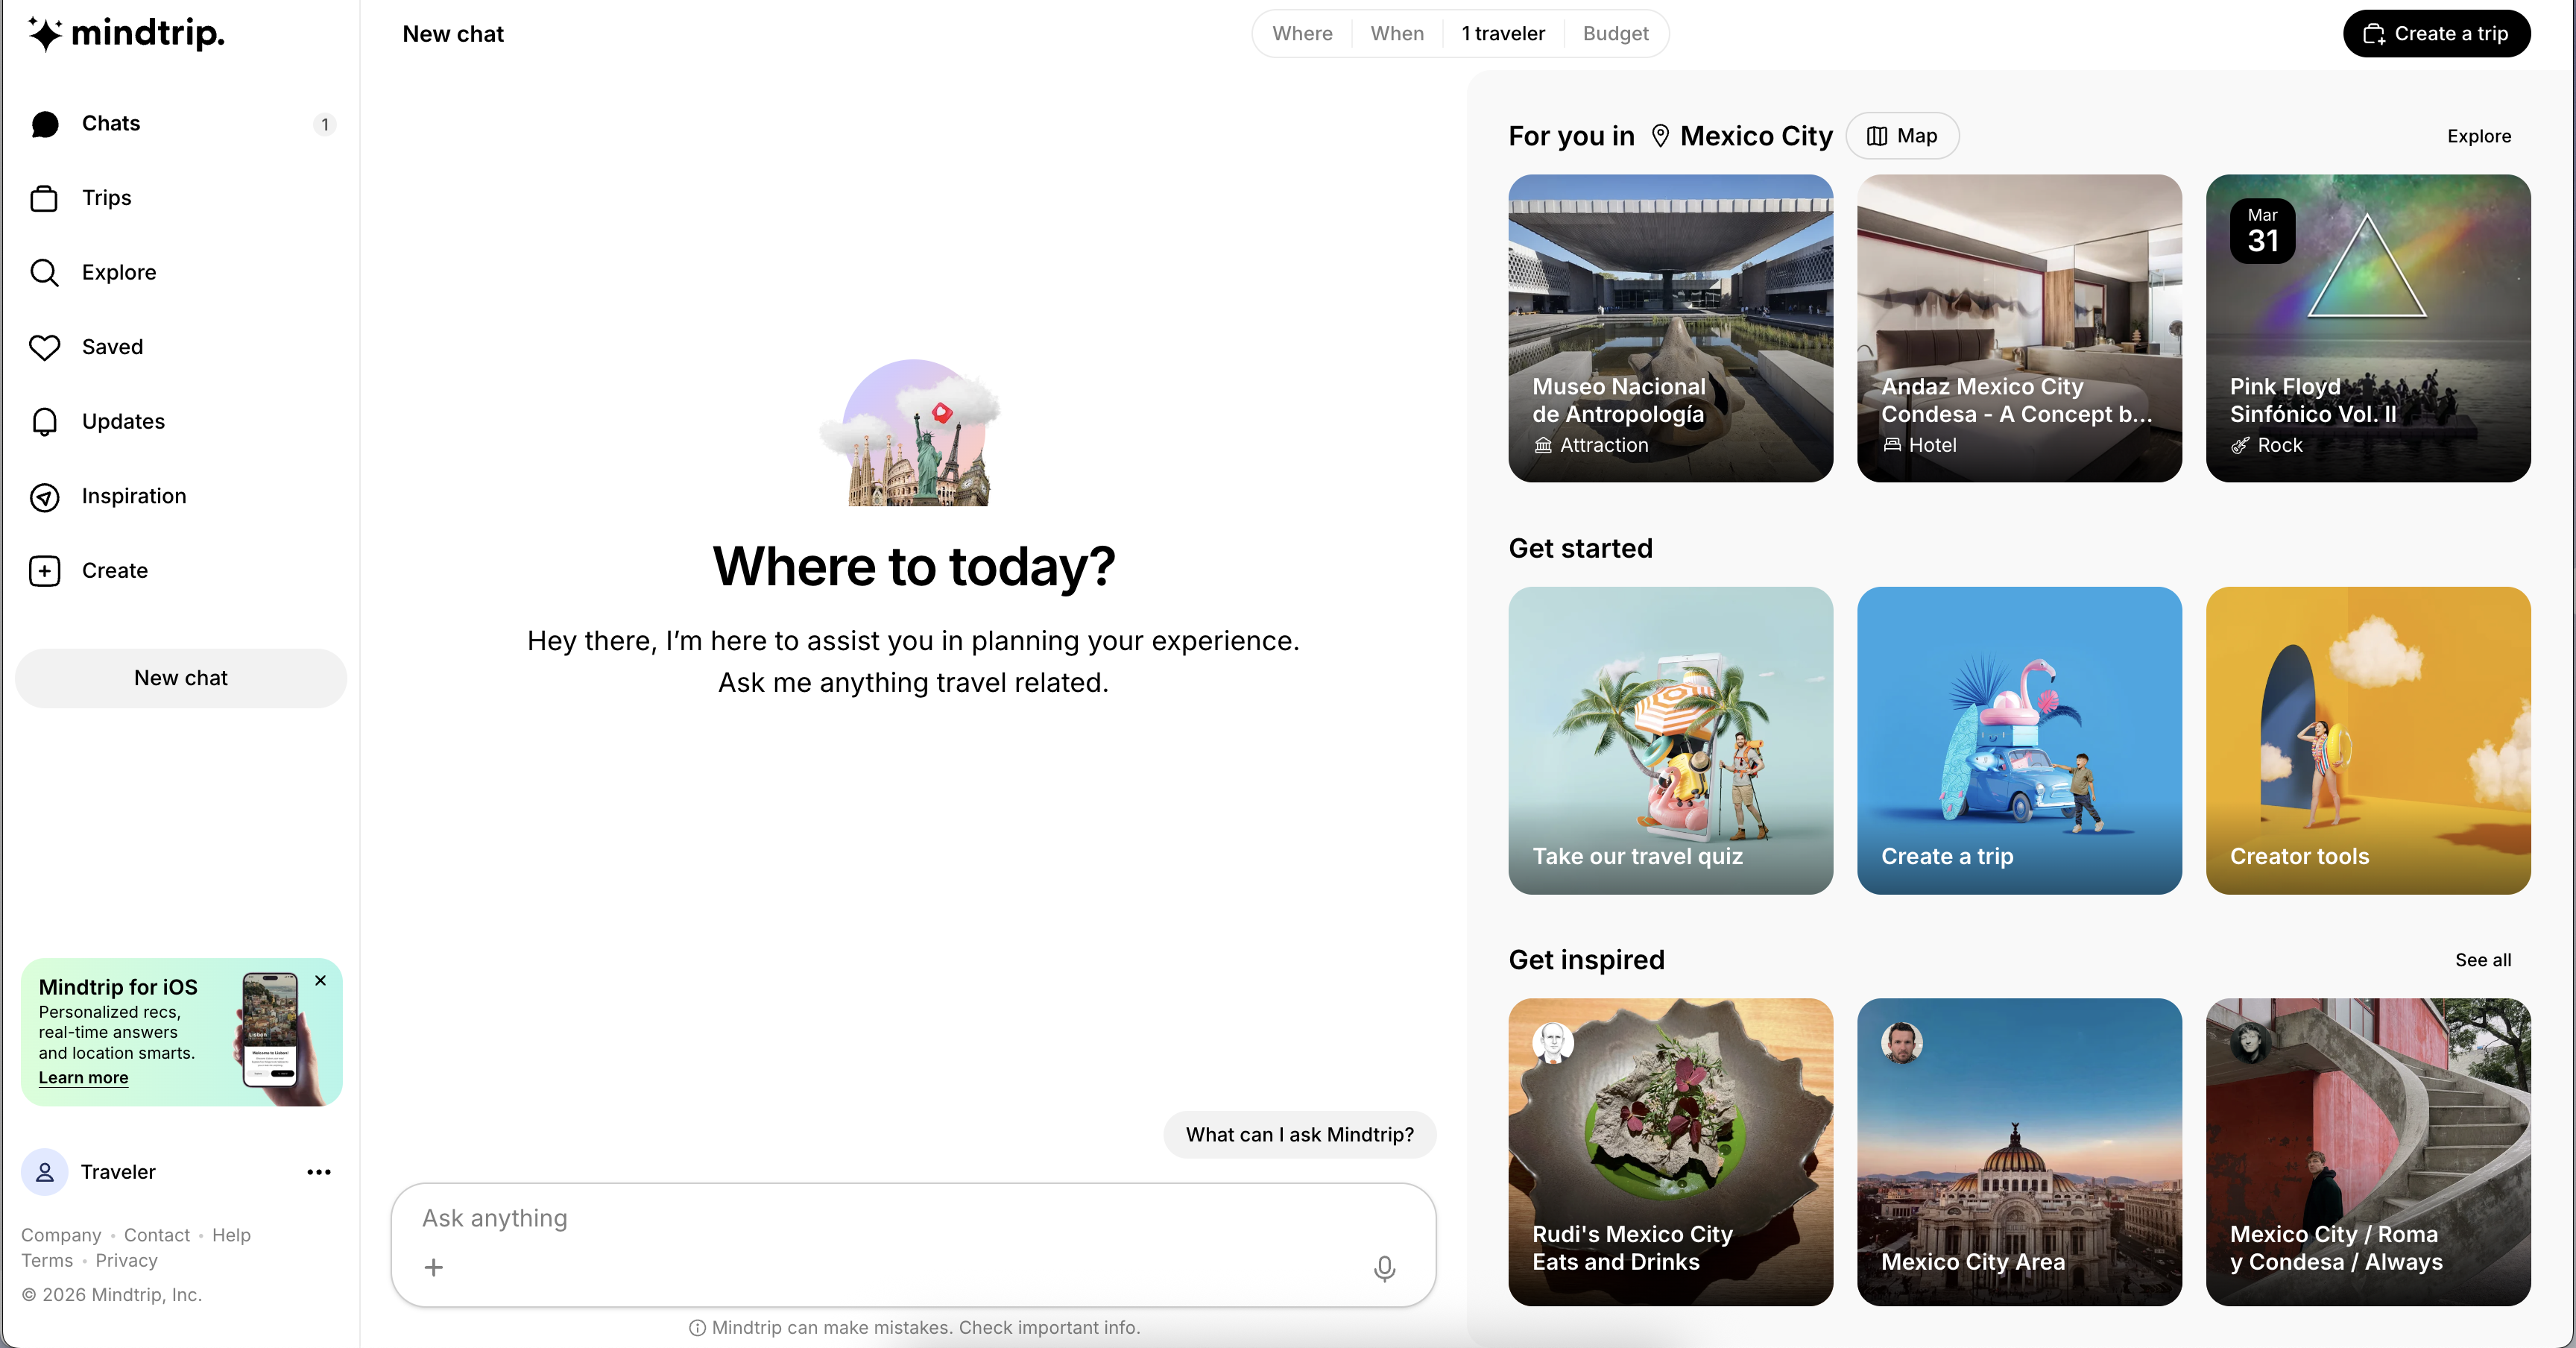 mindtrip.
Chats
1
Trips
Explore
Saved
Updates
Inspiration
Create
New chat
Mindtrip for iOS
Personalized recs,
real-time answers
and location smarts.
Learn more
Traveler
Company • Contact • Help
Terms • Privacy
© 2026 Mindtrip, Inc.
New chat
Where
When
1 traveler
Budget
Create a trip
Where to today?
Hey there, I’m here to assist you in planning your experience.
Ask me anything travel related.
What can I ask Mindtrip?
Ask anything
Mindtrip can make mistakes. Check important info.
For you in Mexico City
Map
Explore
Museo Nacional
de Antropología
Attraction
Andaz Mexico City
Condesa - A Concept b...
Hotel
Mar
31
Pink Floyd
Sinfónico Vol. II
Rock
Get started
Take our travel quiz
Create a trip
Creator tools
Get inspired
See all
Rudi's Mexico City
Eats and Drinks
Mexico City Area
Mexico City / Roma
y Condesa / Always